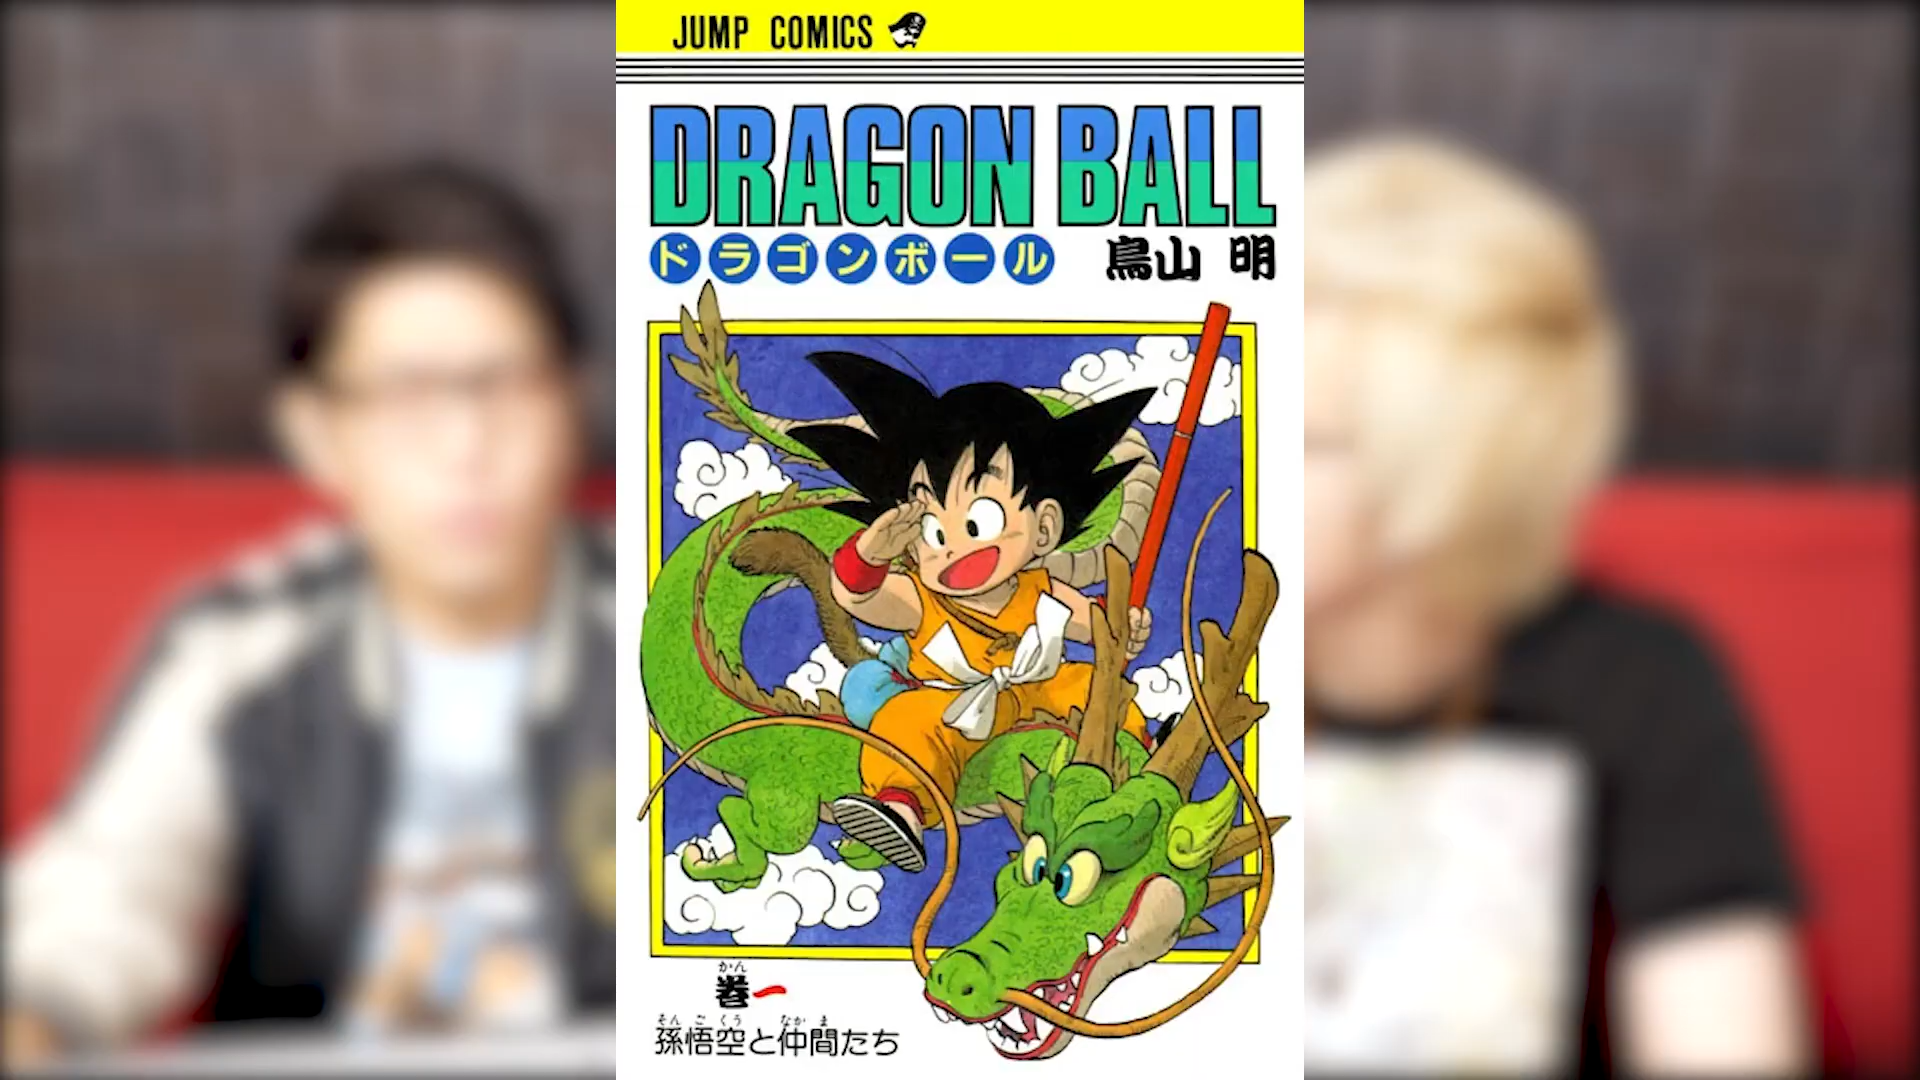 JUMP COMICS
DRAGON BALL
ドラゴンボール 鳥山 明
かん
巻一
そんごくう なかま
孫悟空と仲間たち